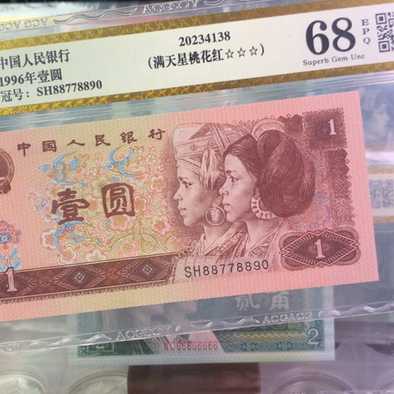 中国人民银行
1996年壹圆
冠号：SH88778890
20234138
(满天星桃花红☆☆☆)
68
EPQ
Superb Gem Unc
中国人民银行
1
壹圆
SH88778890
1
1
ACG
贰角
2